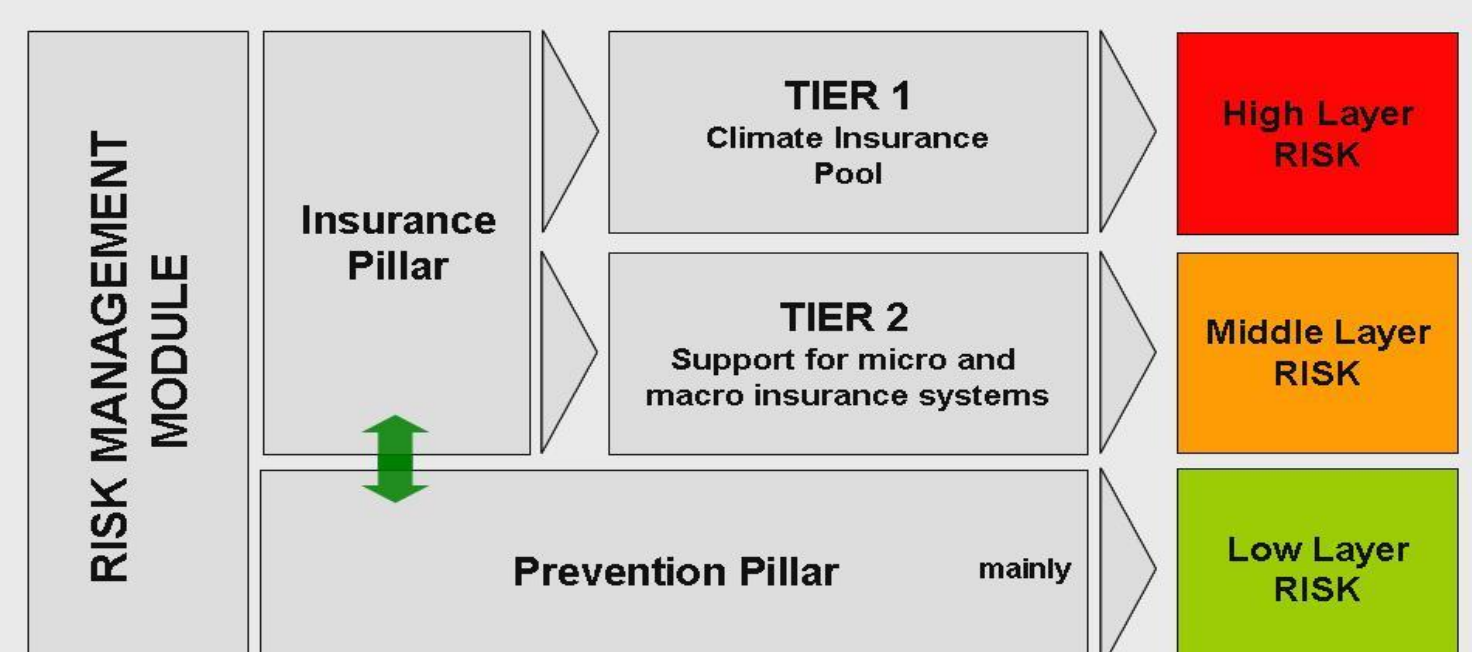 RISK MANAGEMENT
MODULE
Insurance
Pillar
TIER 1
Climate Insurance
Pool
High Layer
RISK
TIER 2
Support for micro and
macro insurance systems
Middle Layer
RISK
Prevention Pillar
mainly
Low Layer
RISK